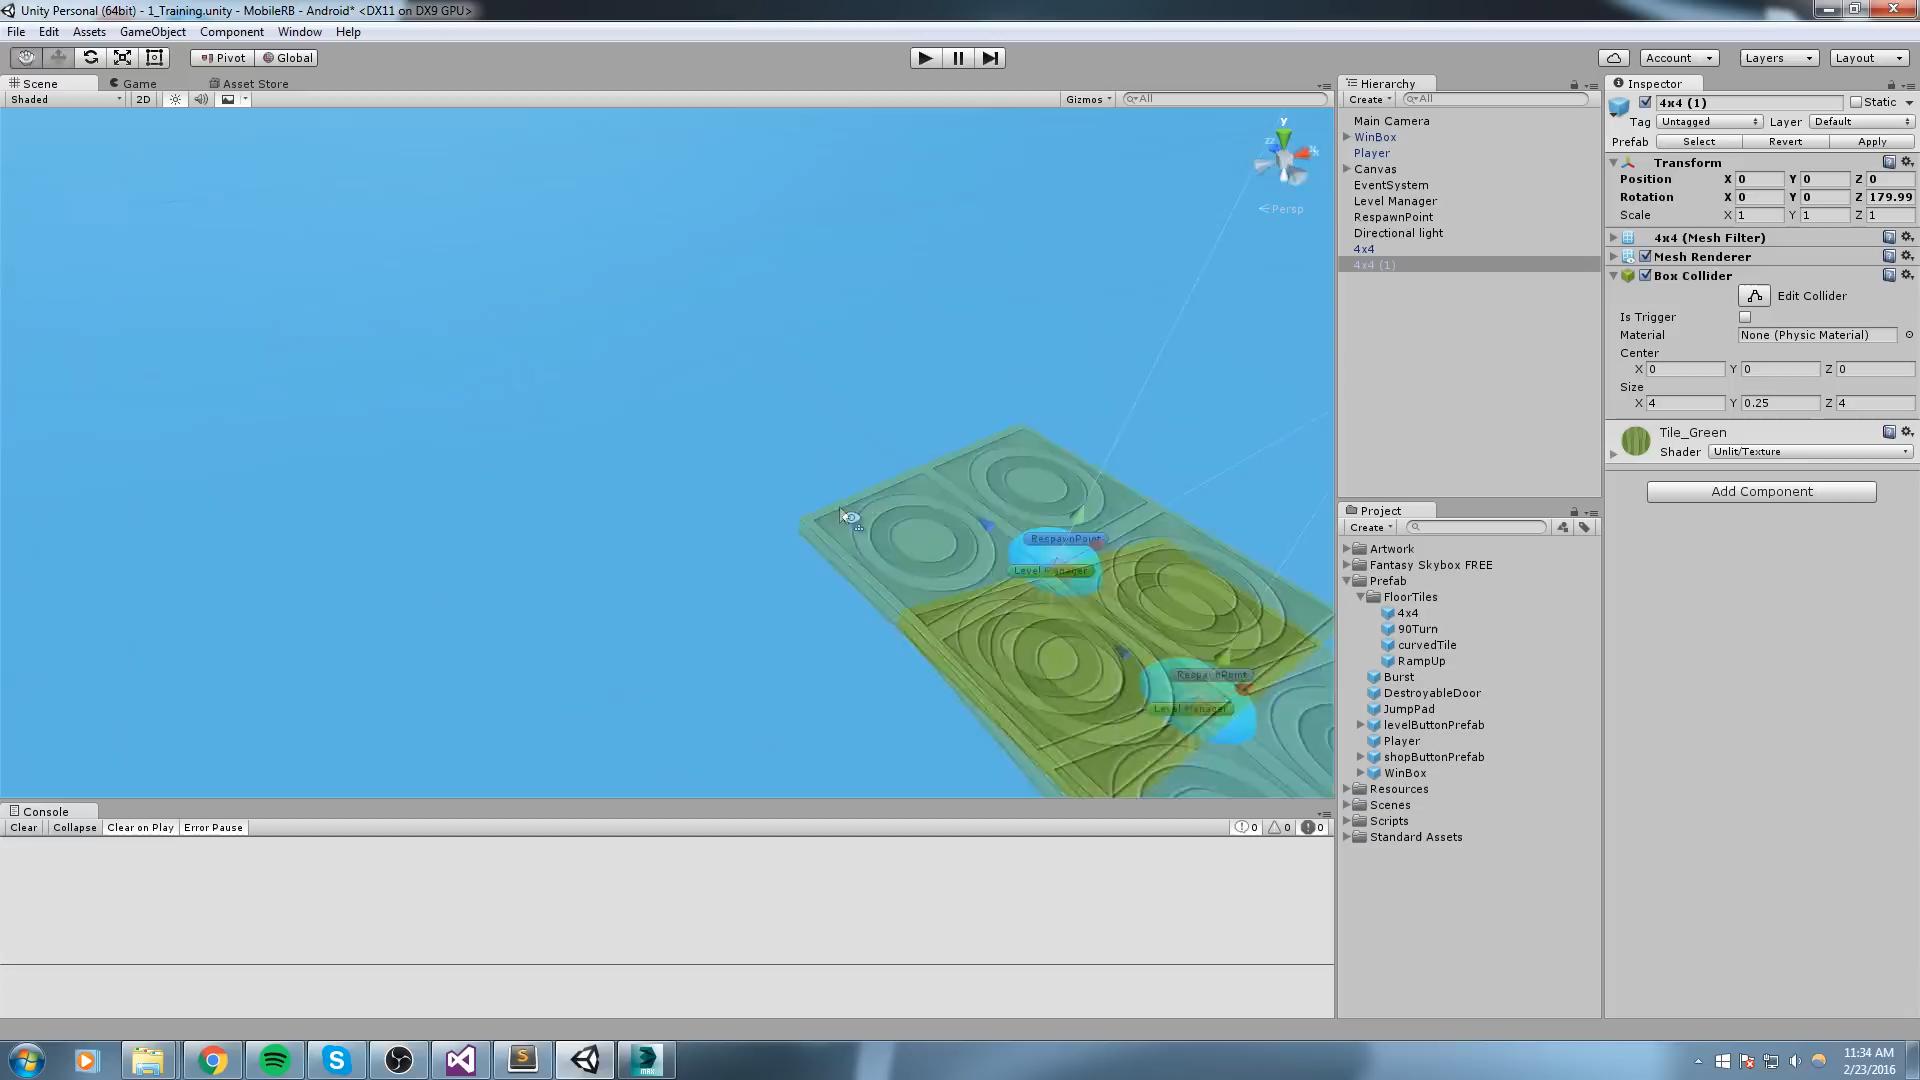 Unity Personal (64bit) - 1_Training.unity - MobileRB - Android* <DX11 on DX9 GPU>
File Edit Assets GameObject Component Window Help
Pivot Global Account Layers Layout
Scene Game Asset Store
Shaded 2D Gizmos All
y
x
Persp
RespawnPoint
Level Manager
RespawnPoint
Level Manager
Console
Clear Collapse Clear on Play Error Pause 0 0 0
Hierarchy
Create All
Main Camera
WinBox
Player
Canvas
EventSystem
Level Manager
RespawnPoint
Directional light
4x4
4x4 (1)
Project
Create
Artwork
Fantasy Skybox FREE
Prefab
FloorTiles
4x4
90Turn
curvedTile
RampUp
Burst
DestroyableDoor
JumpPad
levelButtonPrefab
Player
shopButtonPrefab
WinBox
Resources
Scenes
Scripts
Standard Assets
Inspector
4x4 (1) Static
Tag Untagged Layer Default
Prefab Select Revert Apply
Transform
Position X 0 Y 0 Z 0
Rotation X 0 Y 0 Z 179.99
Scale X 1 Y 1 Z 1
4x4 (Mesh Filter)
Mesh Renderer
Box Collider
Edit Collider
Is Trigger
Material None (Physic Material)
Center
X 0 Y 0 Z 0
Size
X 4 Y 0.25 Z 4
Tile_Green
Shader Unlit/Texture
Add Component
MAX
11:34 AM
2/23/2016